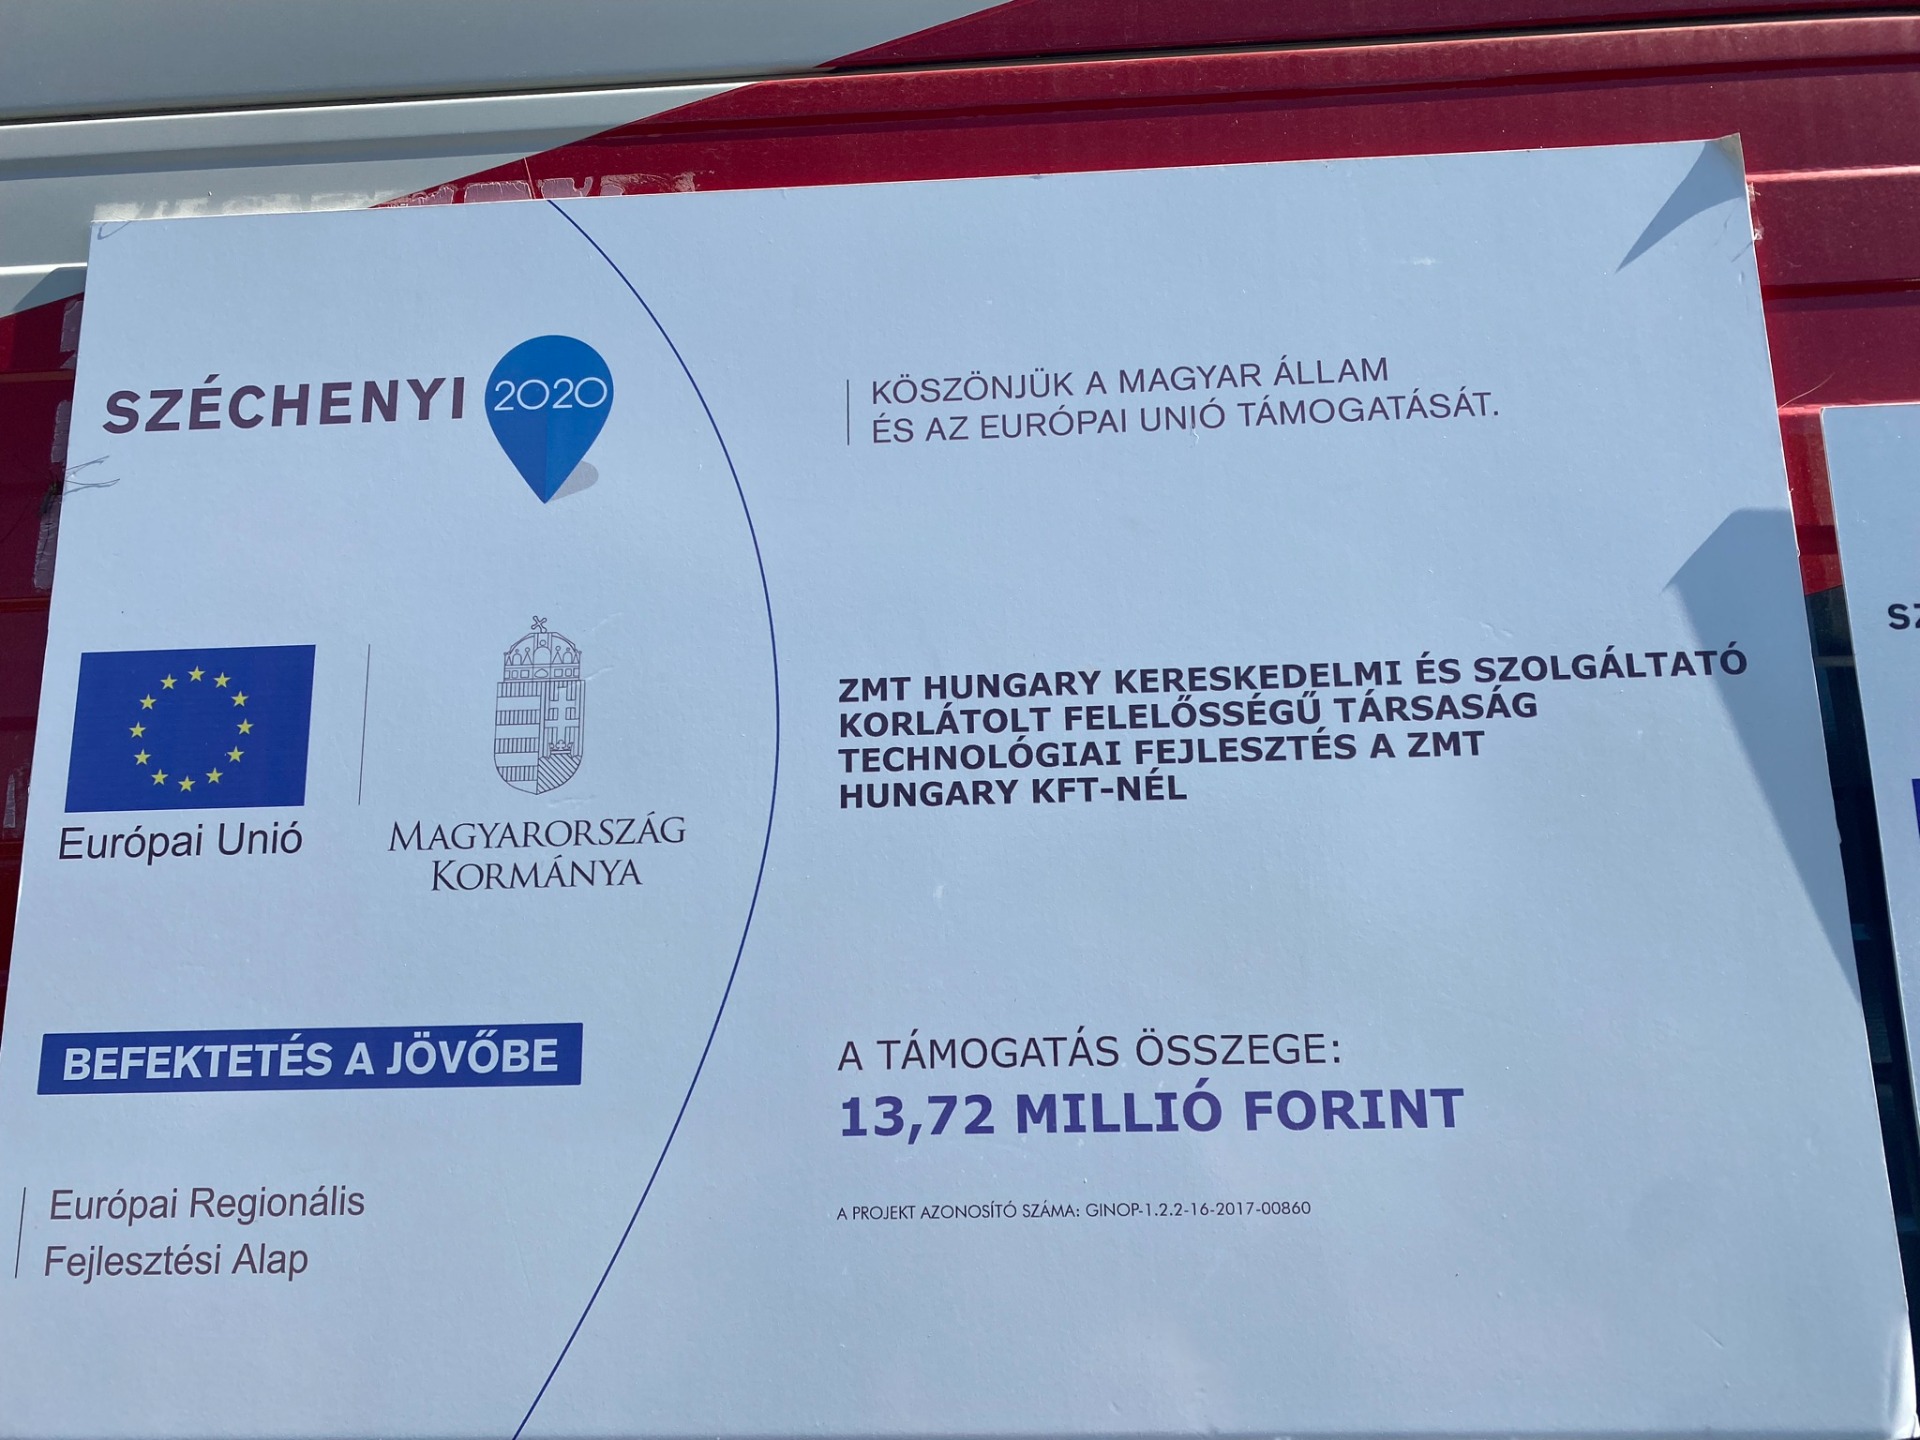 SZÉCHENYI 2020
KÖSZÖNJÜK A MAGYAR ÁLLAM
ÉS AZ EURÓPAI UNIÓ TÁMOGATÁSÁT.
Európai Unió
MAGYARORSZÁG
KORMÁNYA
ZMT HUNGARY KERESKEDELMI ÉS SZOLGÁLTATÓ
KORLÁTOLT FELELŐSSÉGŰ TÁRSASÁG
TECHNOLÓGIAI FEJLESZTÉS A ZMT
HUNGARY KFT-NÉL
BEFEKTETÉS A JÖVŐBE
A TÁMOGATÁS ÖSSZEGE:
13,72 MILLIÓ FORINT
Európai Regionális
Fejlesztési Alap
A PROJEKT AZONOSÍTÓ SZÁMA: GINOP-1.2.2-16-2017-00860